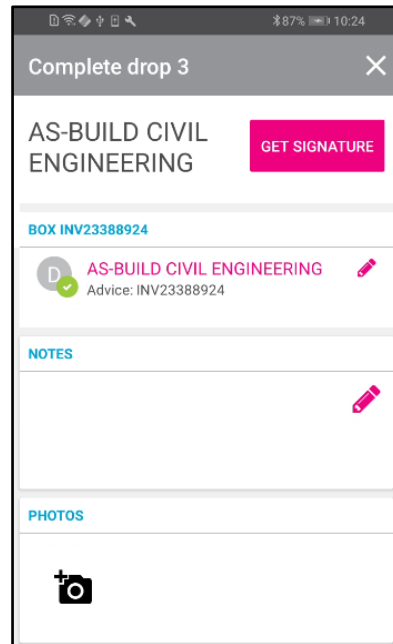 87% 10:24
Complete drop 3
AS-BUILD CIVIL
ENGINEERING
GET SIGNATURE
BOX INV23388924
D
AS-BUILD CIVIL ENGINEERING
Advice: INV23388924
NOTES
PHOTOS